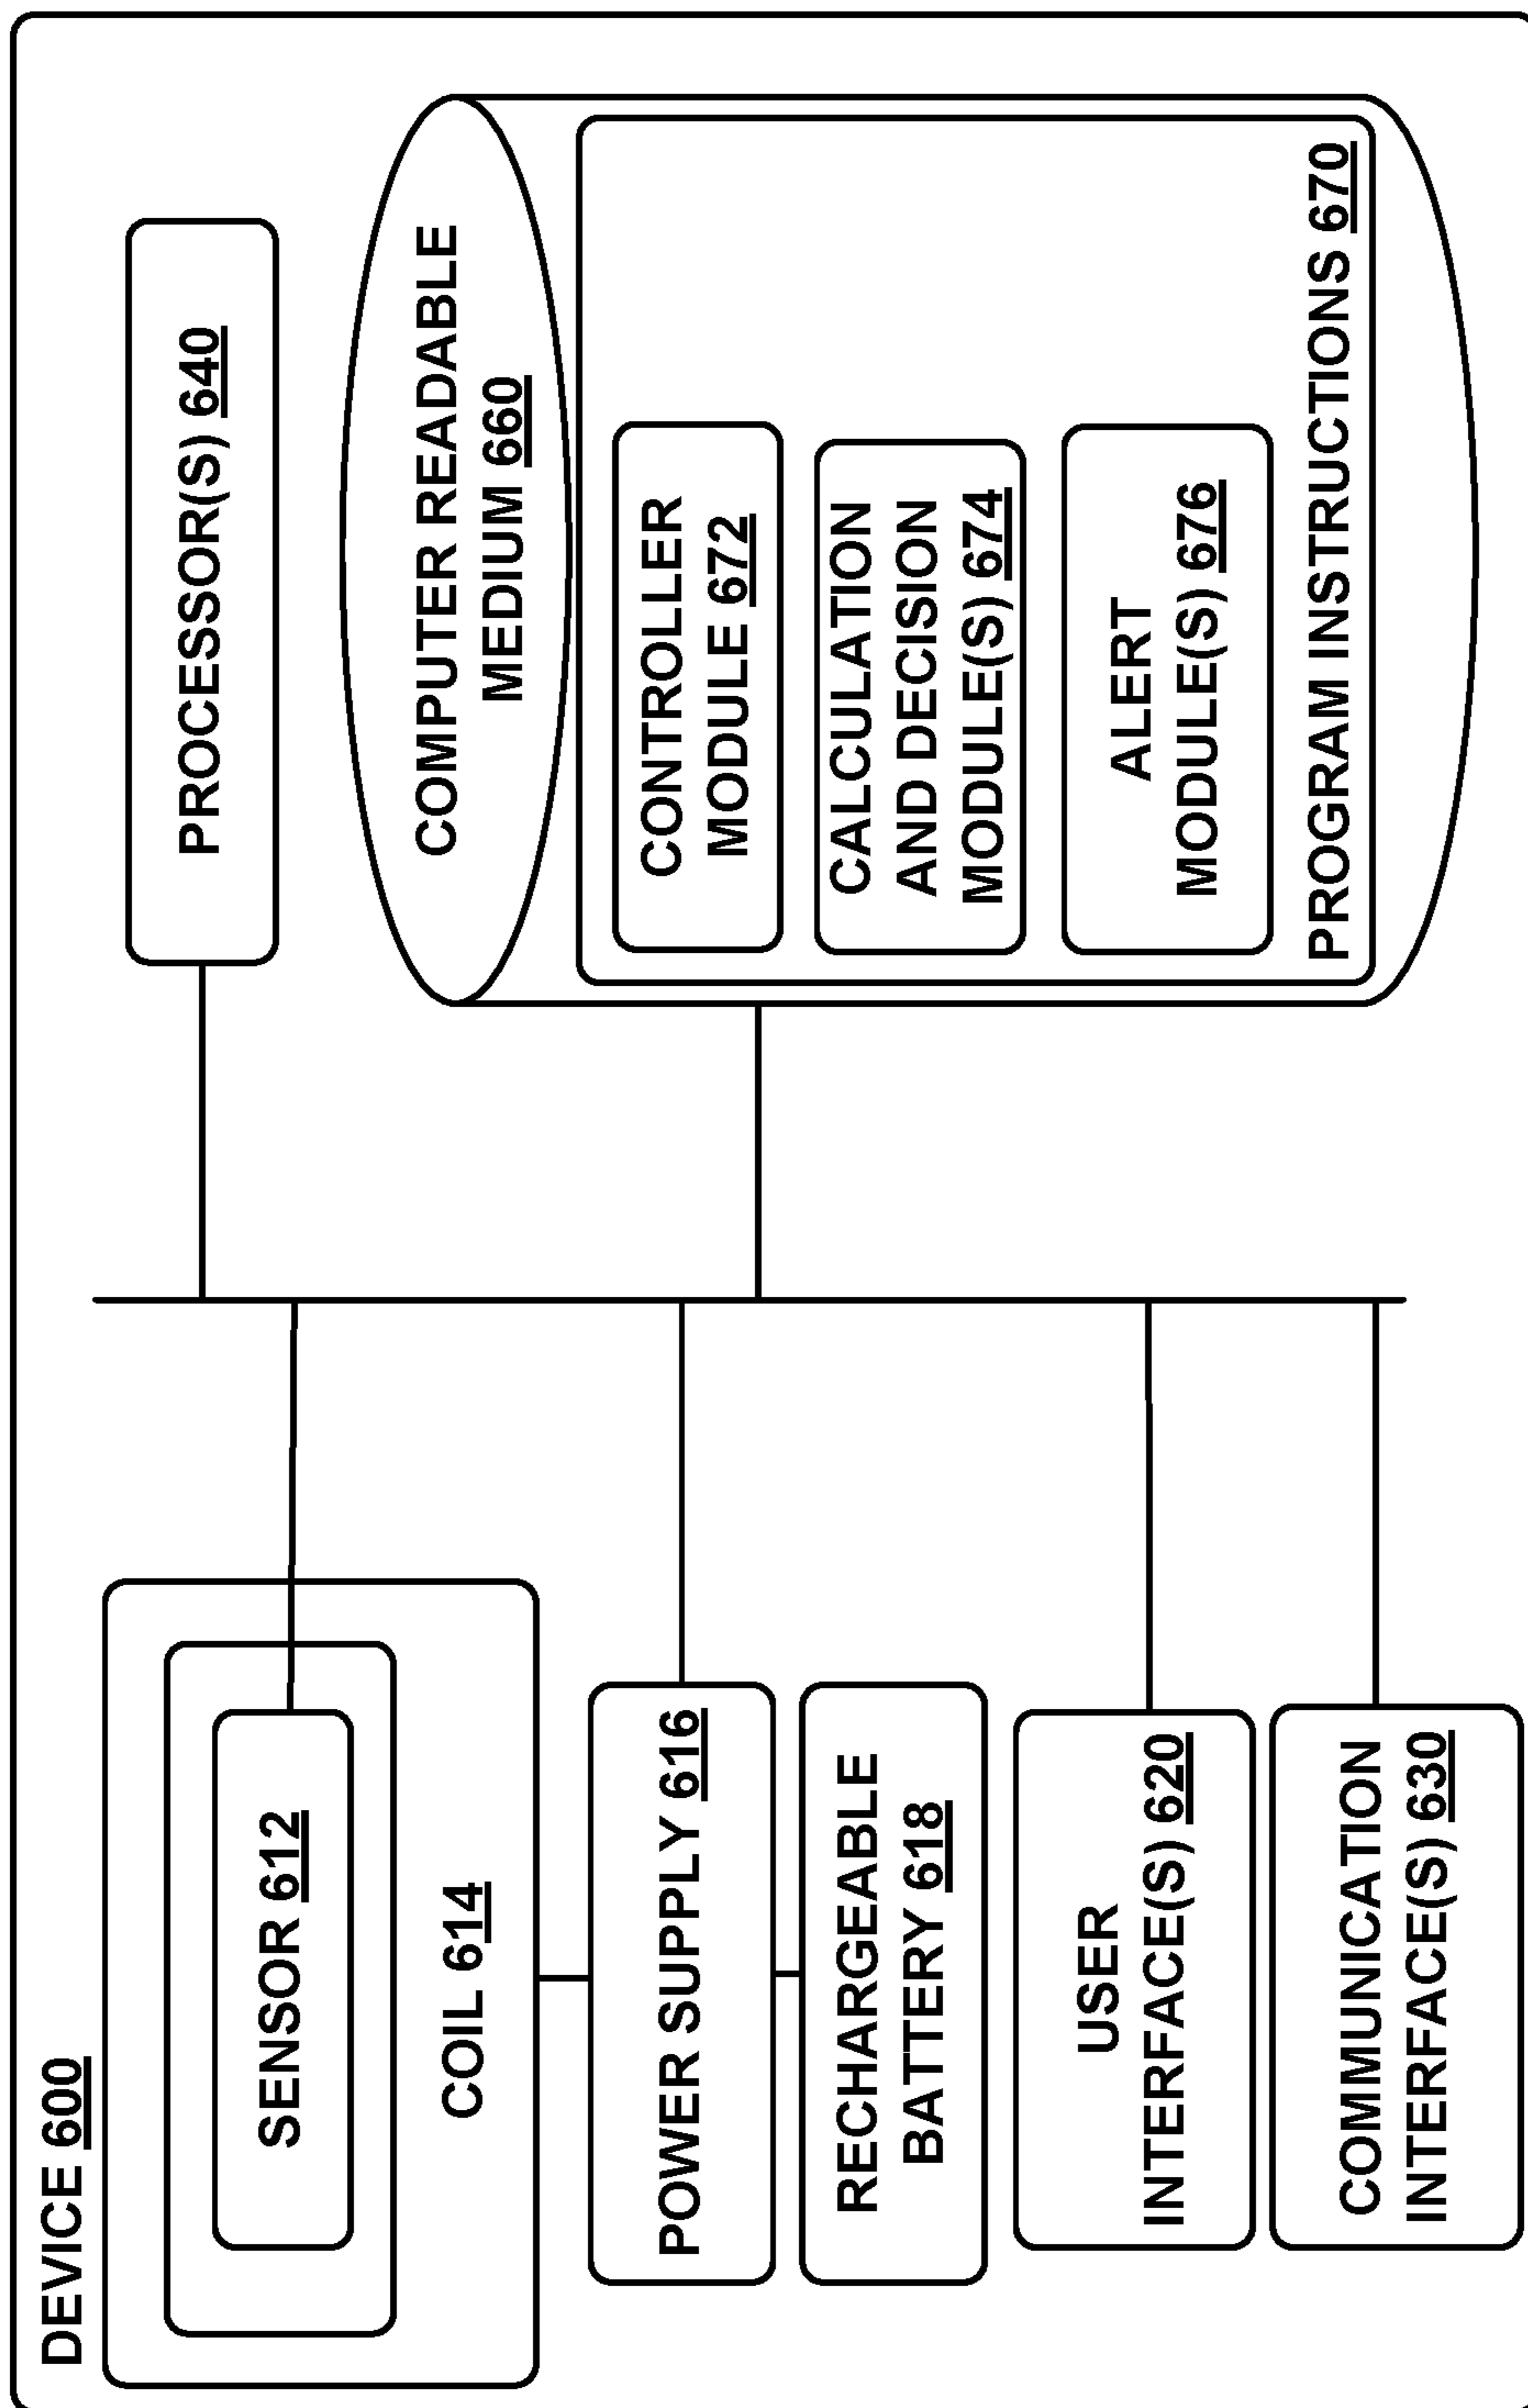 DEVICE 600
SENSOR 612
COIL 614
POWER SUPPLY 616
RECHARGEABLE
BATTERY 618
USER
INTERFACE(S) 620
COMMUNICATION
INTERFACE(S) 630
PROCESSOR(S) 640
COMPUTER READABLE
MEDIUM 660
CONTROLLER
MODULE 672
CALCULATION
AND DECISION
MODULE(S) 674
ALERT
MODULE(S) 676
PROGRAM INSTRUCTIONS 670